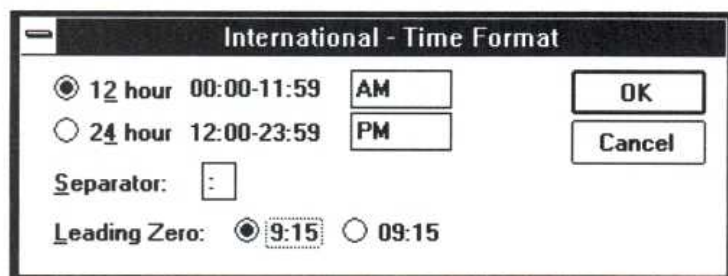 International - Time Format
12 hour 00:00-11:59 AM
24 hour 12:00-23:59 PM
OK
Cancel
Separator: :
Leading Zero: 9:15 09:15